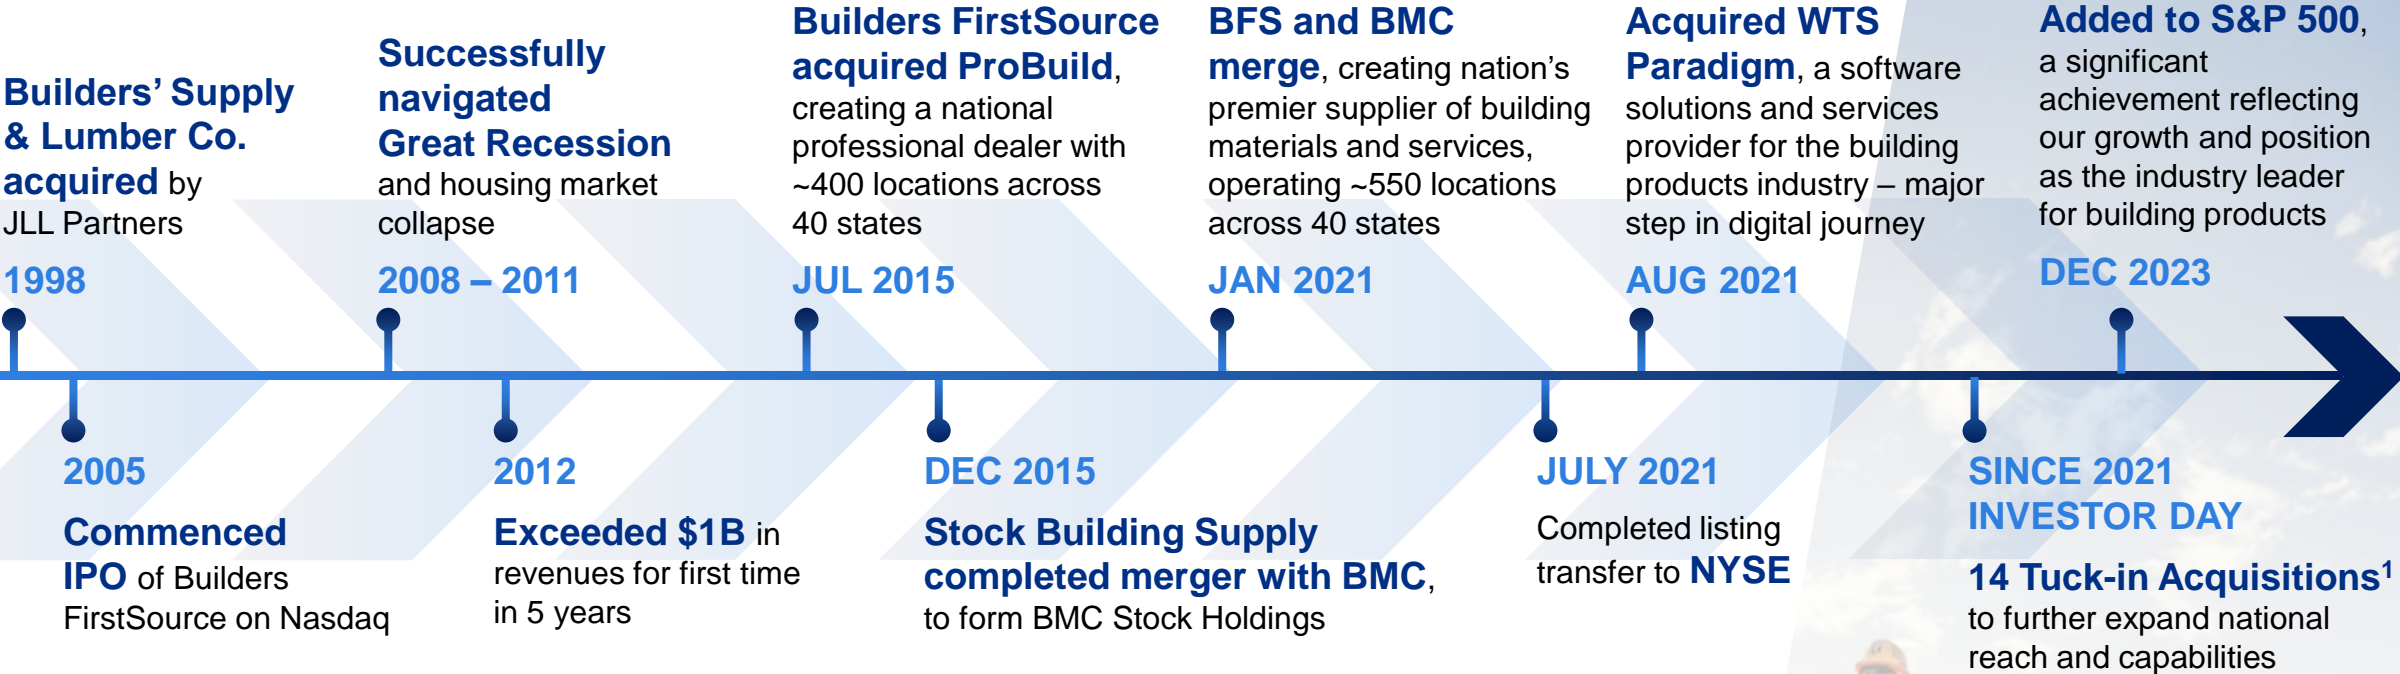 Builders’ Supply
& Lumber Co.
acquired by
JLL Partners
1998
Successfully
navigated
Great Recession
and housing market
collapse
2008 – 2011
Builders FirstSource
acquired ProBuild,
creating a national
professional dealer with
~400 locations across
40 states
JUL 2015
BFS and BMC
merge, creating nation’s
premier supplier of building
materials and services,
operating ~550 locations
across 40 states
JAN 2021
Acquired WTS
Paradigm, a software
solutions and services
provider for the building
products industry – major
step in digital journey
AUG 2021
Added to S&P 500,
a significant
achievement reflecting
our growth and position
as the industry leader
for building products
DEC 2023
2005
Commenced
IPO of Builders
FirstSource on Nasdaq
2012
Exceeded $1B in
revenues for first time
in 5 years
DEC 2015
Stock Building Supply
completed merger with BMC,
to form BMC Stock Holdings
JULY 2021
Completed listing
transfer to NYSE
SINCE 2021
INVESTOR DAY
14 Tuck-in Acquisitions¹
to further expand national
reach and capabilities